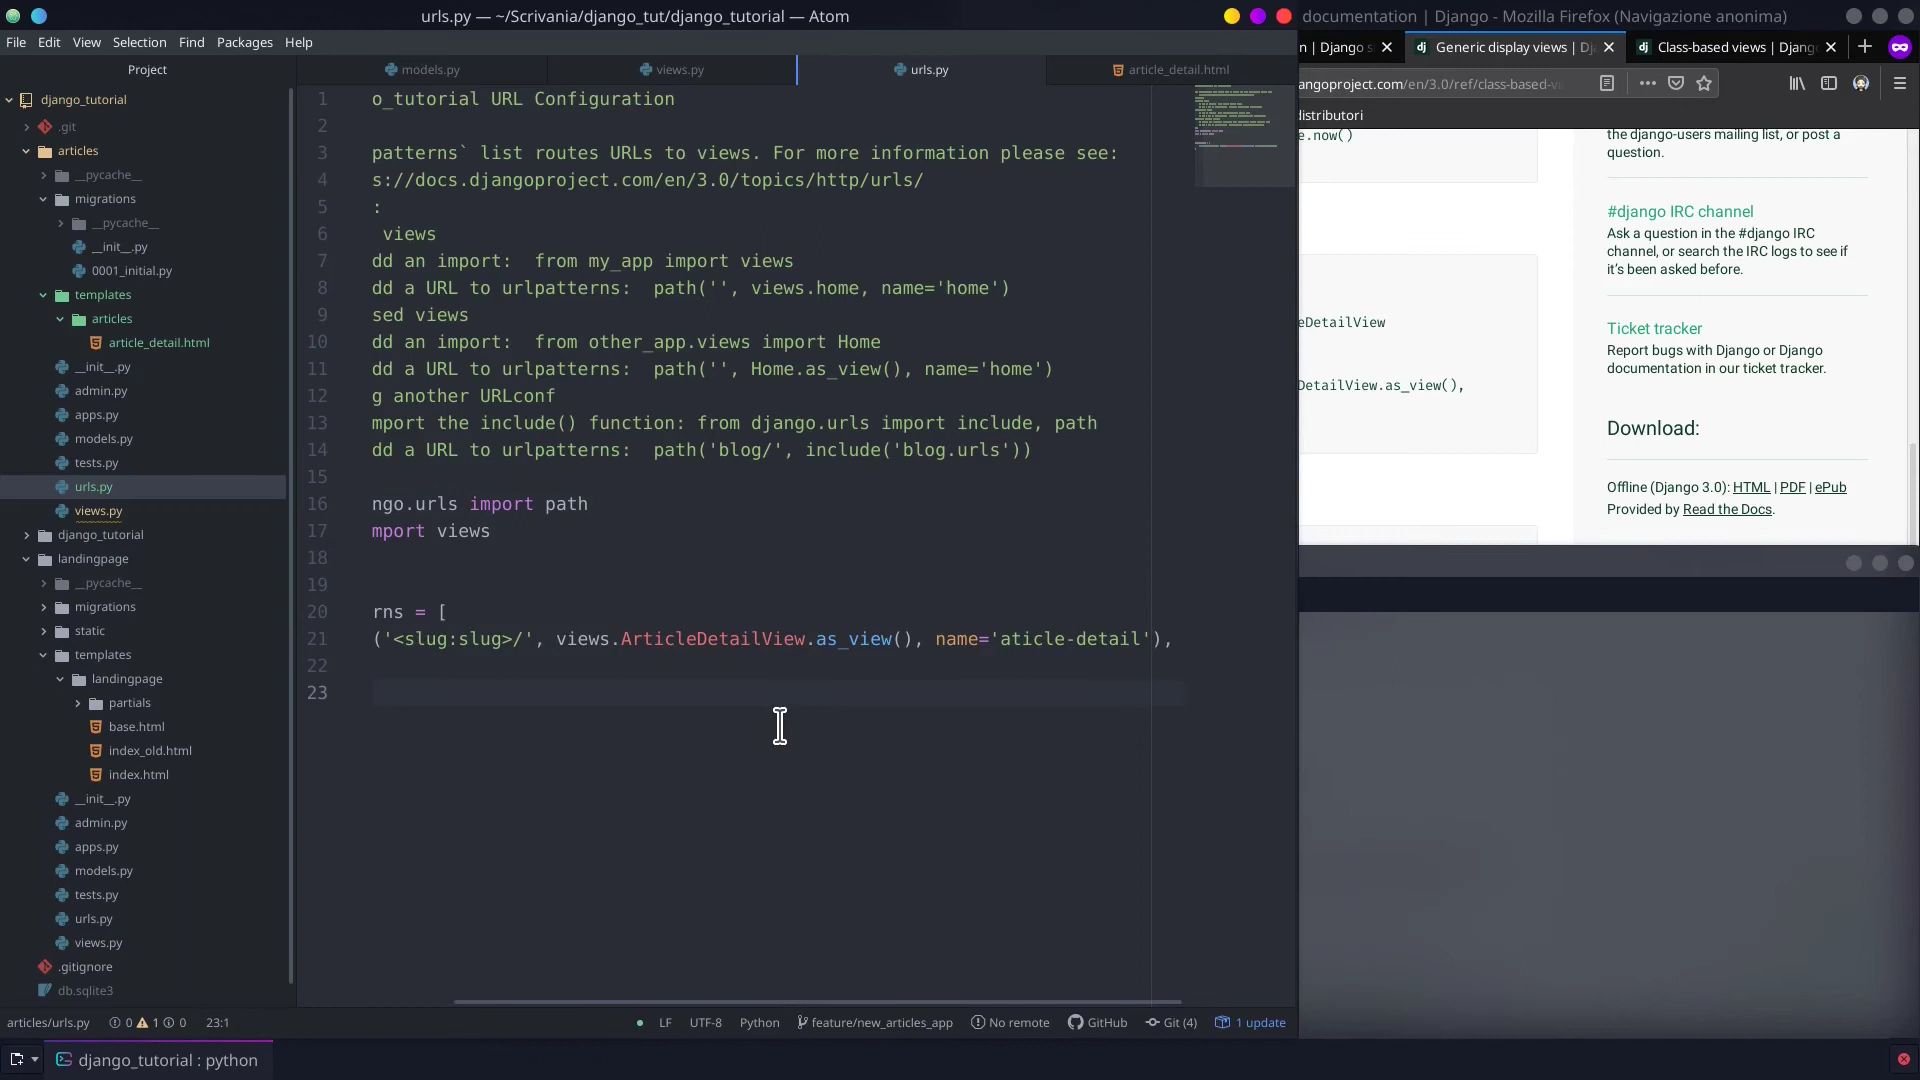 urls.py — ~/Scrivania/django_tut/django_tutorial — Atom
documentation | Django - Mozilla Firefox (Navigazione anonima)
File Edit View Selection Find Packages Help
n | Django s
Generic display views | Dj
Class-based views | Djang
Project
models.py
views.py
urls.py
article_detail.html
angoproject.com/en/3.0/ref/class-based-vi
distributori
django_tutorial
.git
articles
__pycache__
migrations
__pycache__
__init__.py
0001_initial.py
templates
articles
article_detail.html
__init__.py
admin.py
apps.py
models.py
tests.py
urls.py
views.py
django_tutorial
landingpage
__pycache__
migrations
static
templates
landingpage
partials
base.html
index_old.html
index.html
__init__.py
admin.py
apps.py
models.py
tests.py
urls.py
views.py
.gitignore
db.sqlite3
1 o_tutorial URL Configuration
2
3 patterns` list routes URLs to views. For more information please see:
4 s://docs.djangoproject.com/en/3.0/topics/http/urls/
5 :
6 views
7 dd an import:  from my_app import views
8 dd a URL to urlpatterns:  path('', views.home, name='home')
9 sed views
10 dd an import:  from other_app.views import Home
11 dd a URL to urlpatterns:  path('', Home.as_view(), name='home')
12 g another URLconf
13 mport the include() function: from django.urls import include, path
14 dd a URL to urlpatterns:  path('blog/', include('blog.urls'))
15
16 ngo.urls import path
17 mport views
18
19
20 rns = [
21 ('<slug:slug>/', views.ArticleDetailView.as_view(), name='aticle-detail'),
22
23
e.now()
eDetailView
DetailView.as_view(),
the django-users mailing list, or post a
question.
#django IRC channel
Ask a question in the #django IRC
channel, or search the IRC logs to see if
it's been asked before.
Ticket tracker
Report bugs with Django or Django
documentation in our ticket tracker.
Download:
Offline (Django 3.0): HTML | PDF | ePub
Provided by Read the Docs.
articles/urls.py 0 1 0 23:1
LF UTF-8 Python feature/new_articles_app No remote GitHub Git (4) 1 update
django_tutorial : python